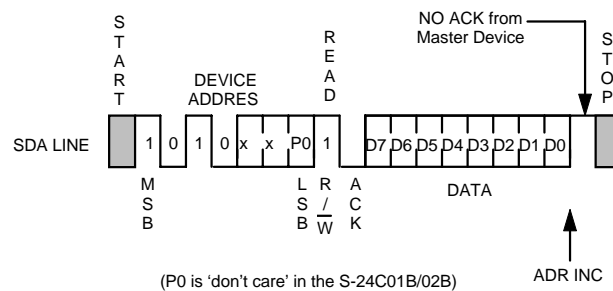 START
DEVICE
ADDRES
READ
NO ACK from
Master Device
STOP
SDA LINE
1 0 1 0 x x P0 1 D7 D6 D5 D4 D3 D2 D1 D0
MSB
LSB
R/W
ACK
DATA
ADR INC
(P0 is ‘don’t care’ in the S-24C01B/02B)